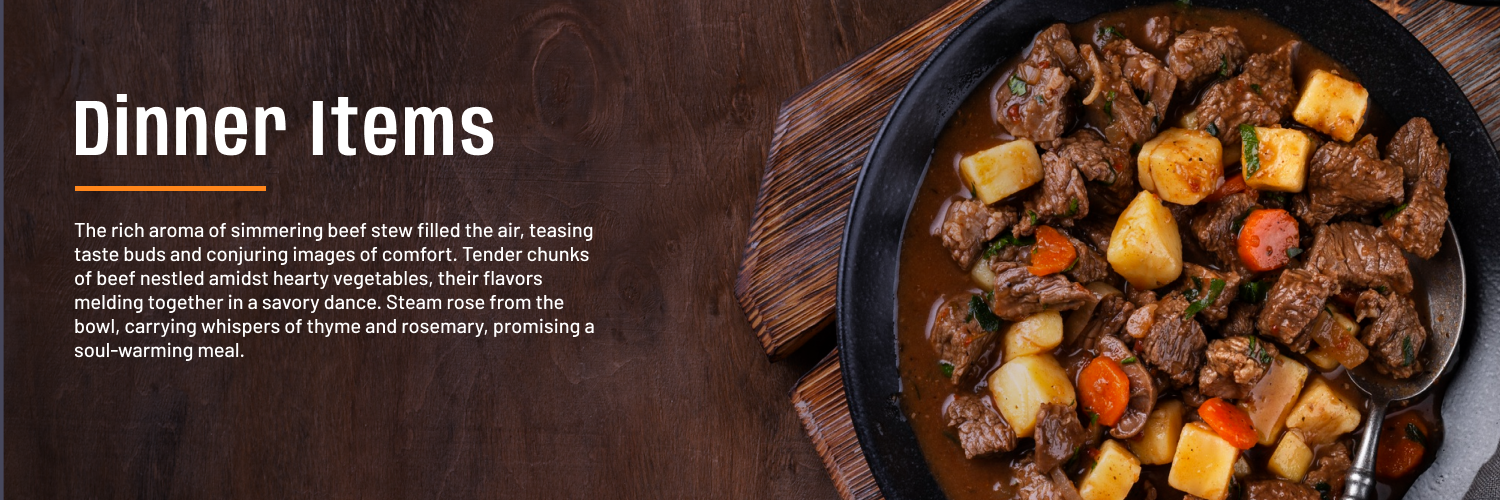 Dinner Items
The rich aroma of simmering beef stew filled the air, teasing
taste buds and conjuring images of comfort. Tender chunks
of beef nestled amidst hearty vegetables, their flavors
melding together in a savory dance. Steam rose from the
bowl, carrying whispers of thyme and rosemary, promising a
soul-warming meal.